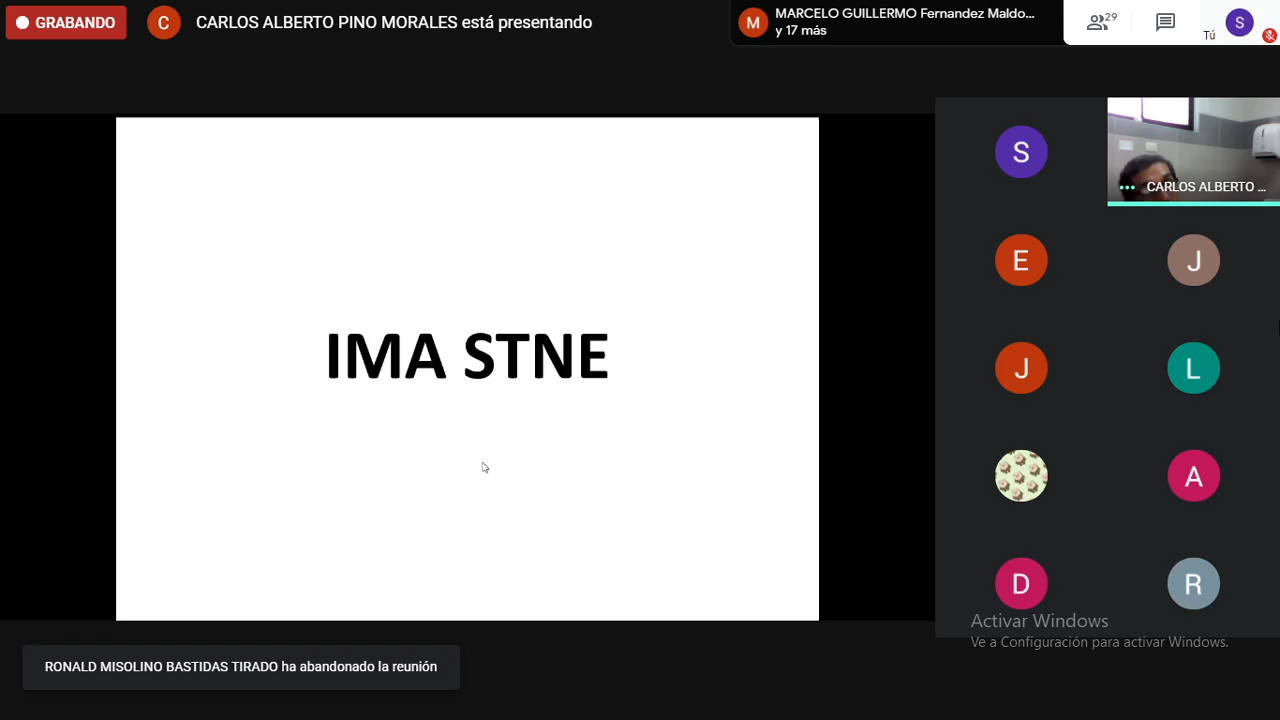 GRABANDO
C
CARLOS ALBERTO PINO MORALES está presentando
M
MARCELO GUILLERMO Fernandez Maldo...
y 17 más
29
Tú
S
S
CARLOS ALBERTO ...
E
J
IMA STNE
J
L
A
D
R
Activar Windows
Ve a Configuración para activar Windows.
RONALD MISOLINO BASTIDAS TIRADO ha abandonado la reunión